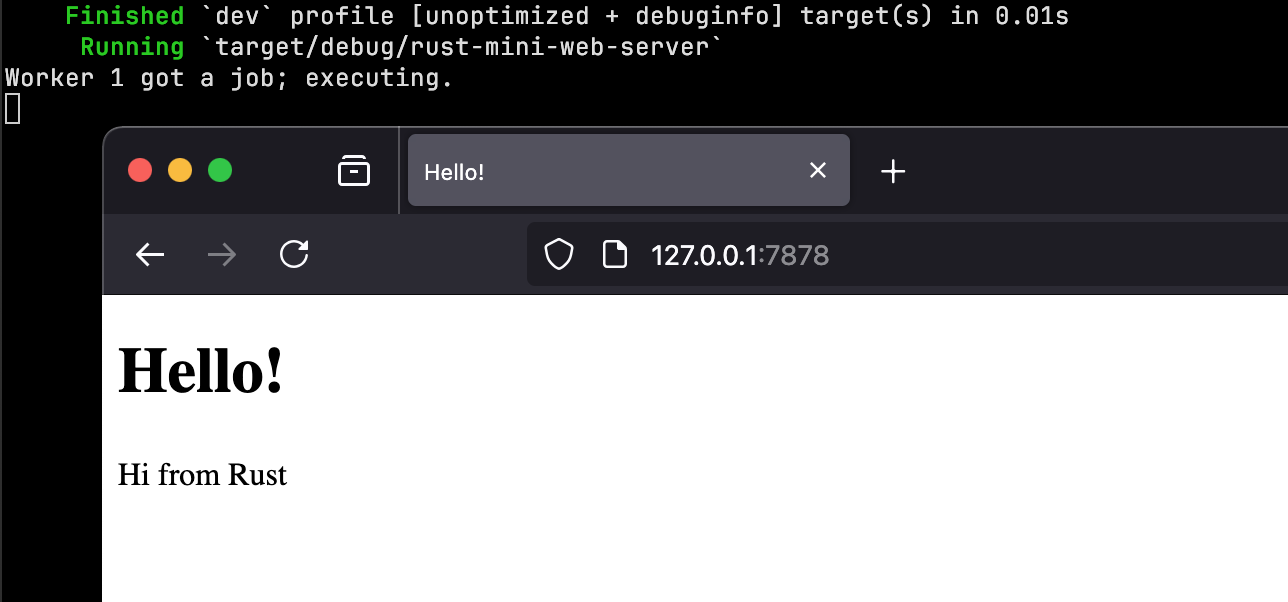 Finished `dev` profile [unoptimized + debuginfo] target(s) in 0.01s
Running `target/debug/rust-mini-web-server`
Worker 1 got a job; executing.
Hello!
127.0.0.1:7878
Hello!
Hi from Rust